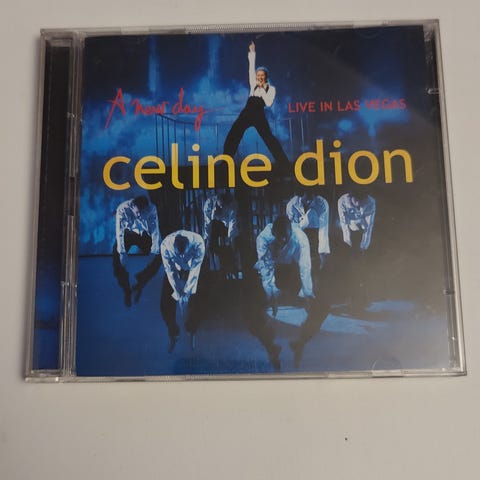 A new day...
LIVE IN LAS VEGAS
celine dion